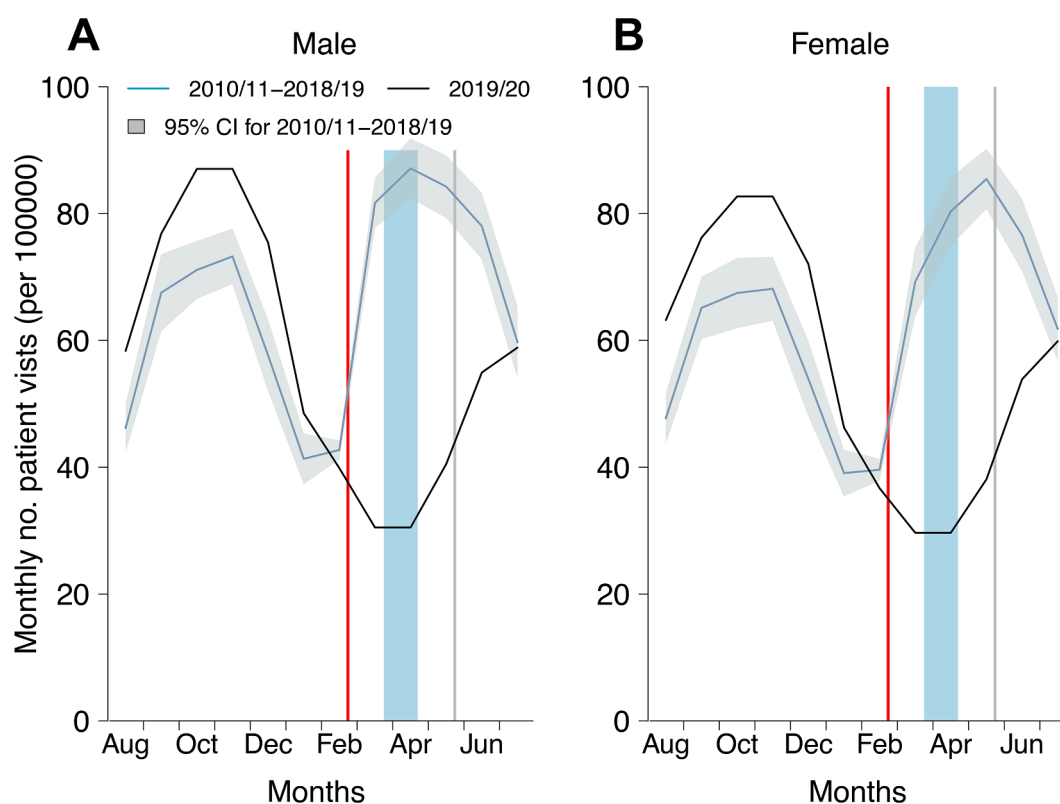 A
Male
B
Female
2010/11−2018/19
2019/20
95% CI for 2010/11−2018/19
Monthly no. patient vists (per 100000)
100
80
60
40
20
0
Aug Oct Dec Feb Apr Jun
Months
100
80
60
40
20
0
Aug Oct Dec Feb Apr Jun
Months